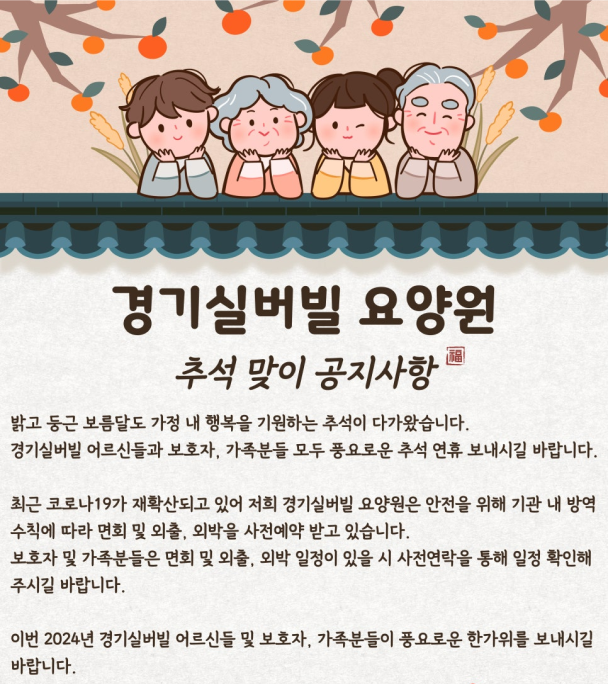 경기실버빌 요양원
추석 맞이 공지사항
福
밝고 둥근 보름달도 가정 내 행복을 기원하는 추석이 다가왔습니다.
경기실버빌 어르신들과 보호자, 가족분들 모두 풍요로운 추석 연휴 보내시길 바랍니다.
최근 코로나19가 재확산되고 있어 저희 경기실버빌 요양원은 안전을 위해 기관 내 방역
수칙에 따라 면회 및 외출, 외박을 사전예약 받고 있습니다.
보호자 및 가족분들은 면회 및 외출, 외박 일정이 있을 시 사전연락을 통해 일정 확인해
주시길 바랍니다.
이번 2024년 경기실버빌 어르신들 및 보호자, 가족분들이 풍요로운 한가위를 보내시길
바랍니다.